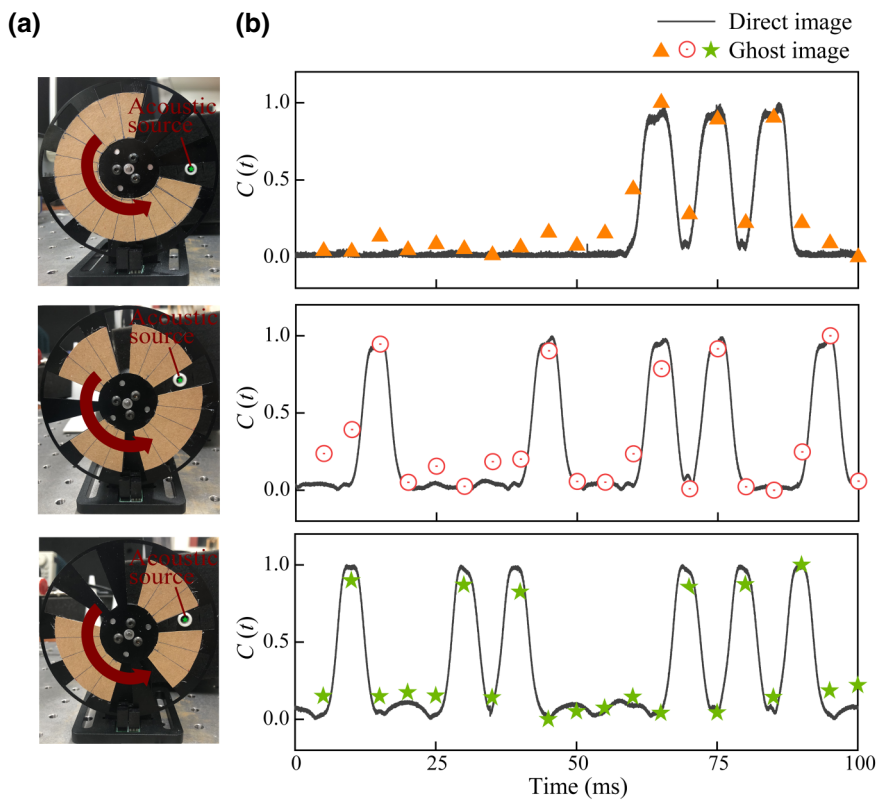 (a)
(b)
Direct image
Ghost image
Acoustic
source
1.0
0.5
0.0
C (t)
Acoustic
source
1.0
0.5
0.0
C (t)
Acoustic
source
1.0
0.5
0.0
C (t)
0
25
50
75
100
Time (ms)